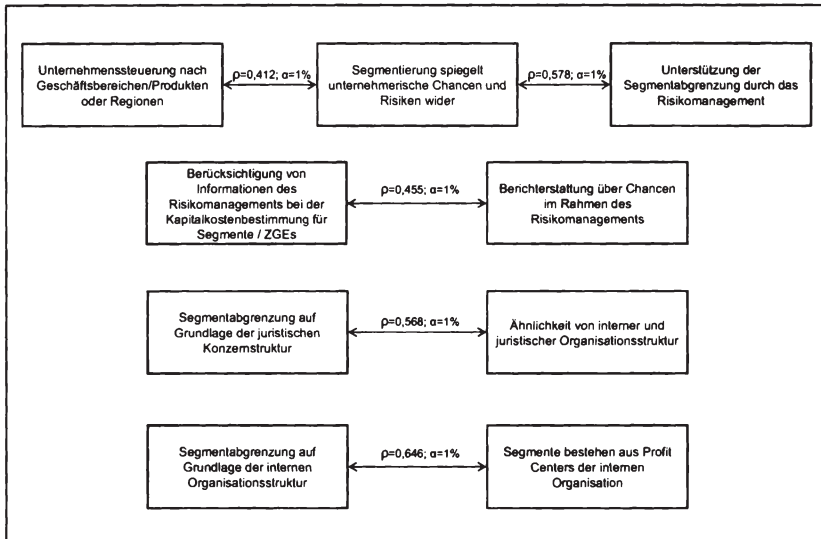 Unternehmenssteuerung nach
Geschäftsbereichen/Produkten
oder Regionen
ρ=0,412; α=1%
Segmentierung spiegelt
unternehmerische Chancen und
Risiken wider
ρ=0,578; α=1%
Unterstützung der
Segmentabgrenzung durch das
Risikomanagement
Berücksichtigung von
Informationen des
Risikomanagements bei der
Kapitalkostenbestimmung für
Segmente / ZGEs
ρ=0,455; α=1%
Berichterstattung über Chancen
im Rahmen des
Risikomanagements
Segmentabgrenzung auf
Grundlage der juristischen
Konzernstruktur
ρ=0,568; α=1%
Ähnlichkeit von interner und
juristischer Organisationsstruktur
Segmentabgrenzung auf
Grundlage der internen
Organisationsstruktur
ρ=0,646; α=1%
Segmente bestehen aus Profit
Centers der internen
Organisation